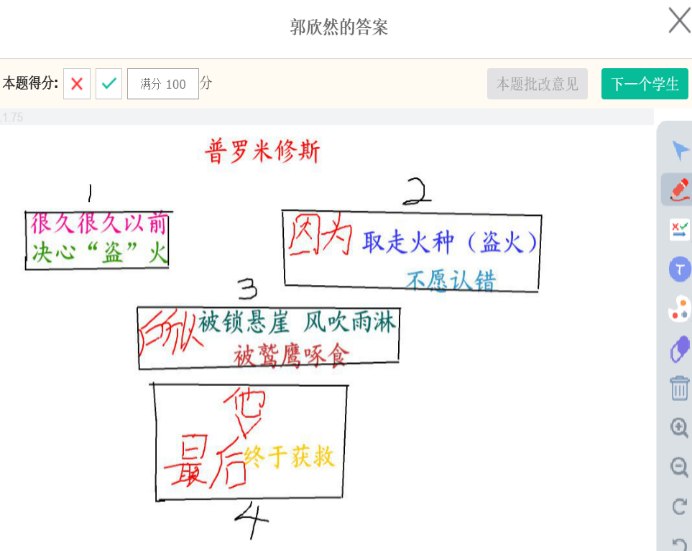 郭欣然的答案
本题得分: 满分 100 分
本题批改意见
下一个学生
1.75
普罗米修斯
1
很久很久以前
决心“盗”火
2
因为 取走火种（盗火）
不愿认错
3
所以 被锁悬崖 风吹雨淋
被鹫鹰啄食
他
最后 终于获救
4